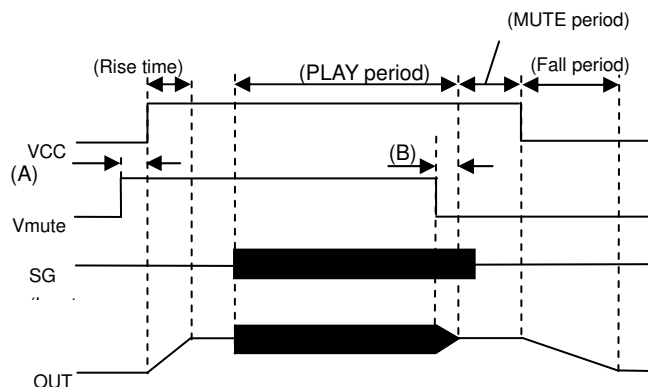 (MUTE period)
(Rise time)
(PLAY period)
(Fall period)
VCC
(A)
(B)
Vmute
SG
OUT